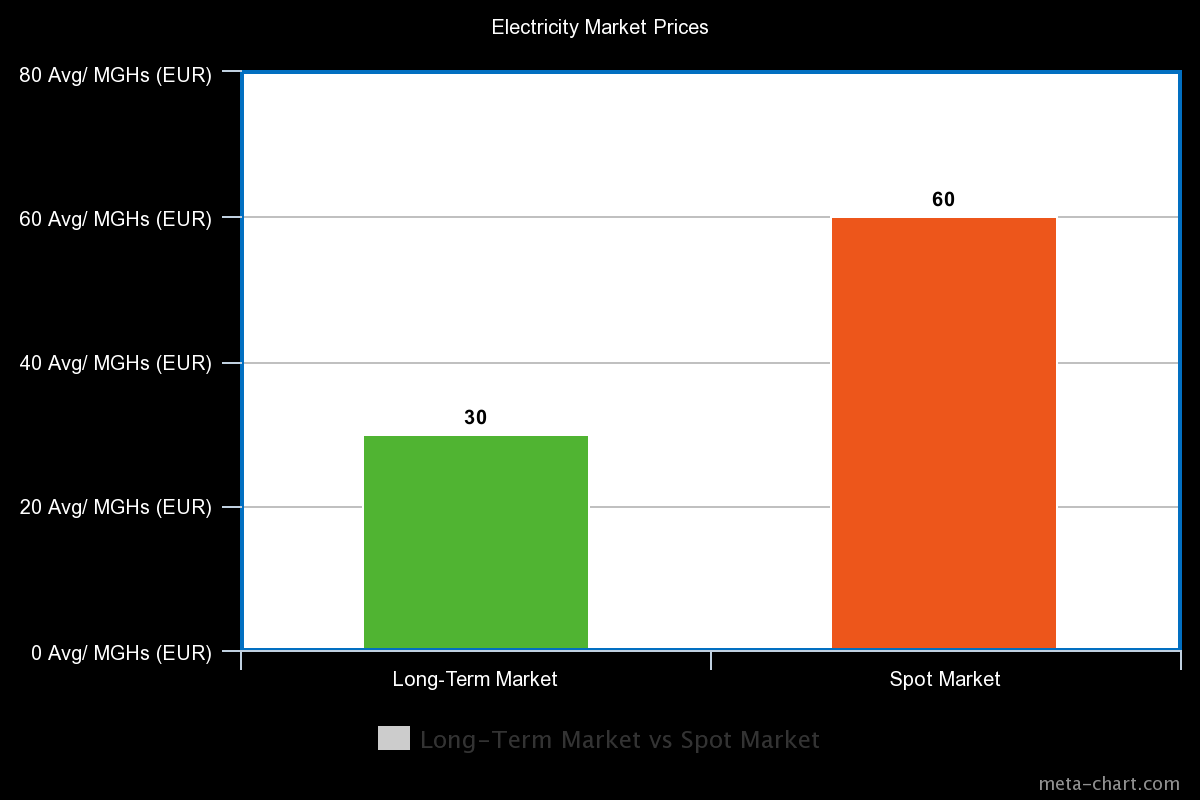 Electricity Market Prices
80 Avg/ MGHs (EUR)
60 Avg/ MGHs (EUR)
40 Avg/ MGHs (EUR)
20 Avg/ MGHs (EUR)
0 Avg/ MGHs (EUR)
30
60
Long-Term Market
Spot Market
Long-Term Market vs Spot Market
meta-chart.com